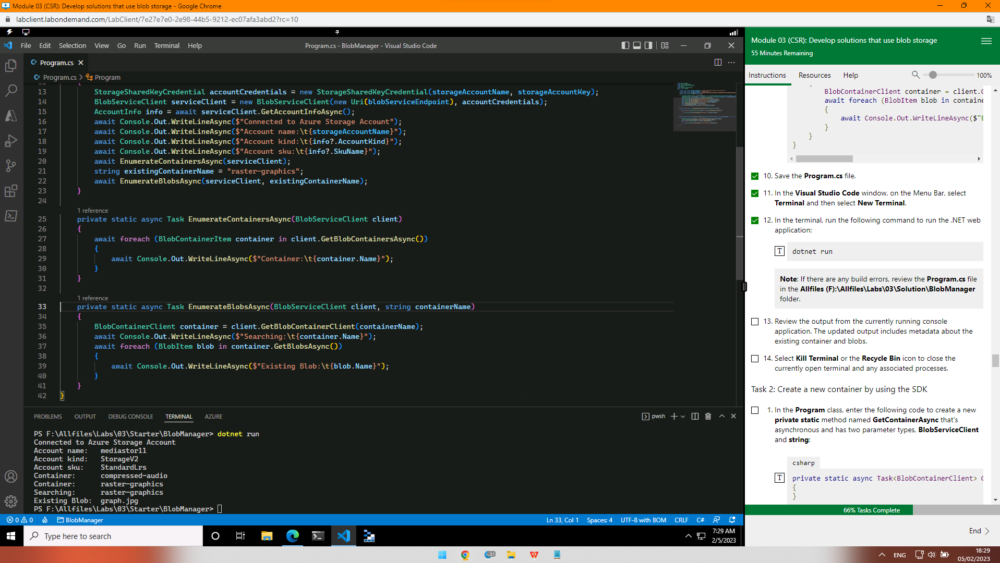 Module 03 (CSR): Develop solutions that use blob storage - Google Chrome
labclient.labondemand.com/LabClient/7e27e7e0-2e98-44b5-9212-ec07afa3abd2?rc=10
File Edit Selection View Go Run Terminal Help
Program.cs - BlobManager - Visual Studio Code
Program.cs
Program.cs > Program
12 {
13 StorageSharedKeyCredential accountCredentials = new StorageSharedKeyCredential(storageAccountName, storageAccountKey);
14 BlobServiceClient serviceClient = new BlobServiceClient(new Uri(blobServiceEndpoint), accountCredentials);
15 AccountInfo info = await serviceClient.GetAccountInfoAsync();
16 await Console.Out.WriteLineAsync($"Connected to Azure Storage Account");
17 await Console.Out.WriteLineAsync($"Account name:\t{storageAccountName}");
18 await Console.Out.WriteLineAsync($"Account kind:\t{info?.AccountKind}");
19 await Console.Out.WriteLineAsync($"Account sku:\t{info?.SkuName}");
20 await EnumerateContainersAsync(serviceClient);
21 string existingContainerName = "raster-graphics";
22 await EnumerateBlobsAsync(serviceClient, existingContainerName);
23 }
24
1 reference
25 private static async Task EnumerateContainersAsync(BlobServiceClient client)
26 {
27 await foreach (BlobContainerItem container in client.GetBlobContainersAsync())
28 {
29 await Console.Out.WriteLineAsync($"Container:\t{container.Name}");
30 }
31 }
32
1 reference
33 private static async Task EnumerateBlobsAsync(BlobServiceClient client, string containerName)
34 {
35 BlobContainerClient container = client.GetBlobContainerClient(containerName);
36 await Console.Out.WriteLineAsync($"Searching:\t{container.Name}");
37 await foreach (BlobItem blob in container.GetBlobsAsync())
38 {
39 await Console.Out.WriteLineAsync($"Existing Blob:\t{blob.Name}");
40 }
41 }
42 }
PROBLEMS OUTPUT DEBUG CONSOLE TERMINAL AZURE
pwsh
PS F:\Allfiles\Labs\03\Starter\BlobManager> dotnet run
Connected to Azure Storage Account
Account name: mediastor11
Account kind: StorageV2
Account sku: StandardLrs
Container: compressed-audio
Container: raster-graphics
Searching: raster-graphics
Existing Blob: graph.jpg
PS F:\Allfiles\Labs\03\Starter\BlobManager>
0 0 BlobManager
Ln 33, Col 1 Spaces: 4 UTF-8 with BOM CRLF C#
Type here to search
7:29 AM
2/5/2023
Module 03 (CSR): Develop solutions that use blob storage
55 Minutes Remaining
Instructions Resources Help
100%
{
BlobContainerClient container = client.G
await foreach (BlobItem blob in containe
{
await Console.Out.WriteLineAsync($"E
}
}
}
10. Save the Program.cs file.
11. In the Visual Studio Code window, on the Menu Bar, select
Terminal and then select New Terminal.
12. In the terminal, run the following command to run the .NET web
application:
T dotnet run
Note: If there are any build errors, review the Program.cs file
in the Allfiles (F):\Allfiles\Labs\03\Solution\BlobManager
folder.
13. Review the output from the currently running console
application. The updated output includes metadata about the
existing container and blobs.
14. Select Kill Terminal or the Recycle Bin icon to close the
currently open terminal and any associated processes.
Task 2: Create a new container by using the SDK
1. In the Program class, enter the following code to create a new
private static method named GetContainerAsync that's
asynchronous and has two parameter types, BlobServiceClient
and string:
csharp
T private static async Task<BlobContainerClient> G
{
}
66% Tasks Complete
End
31
ENG
18:29
05/02/2023